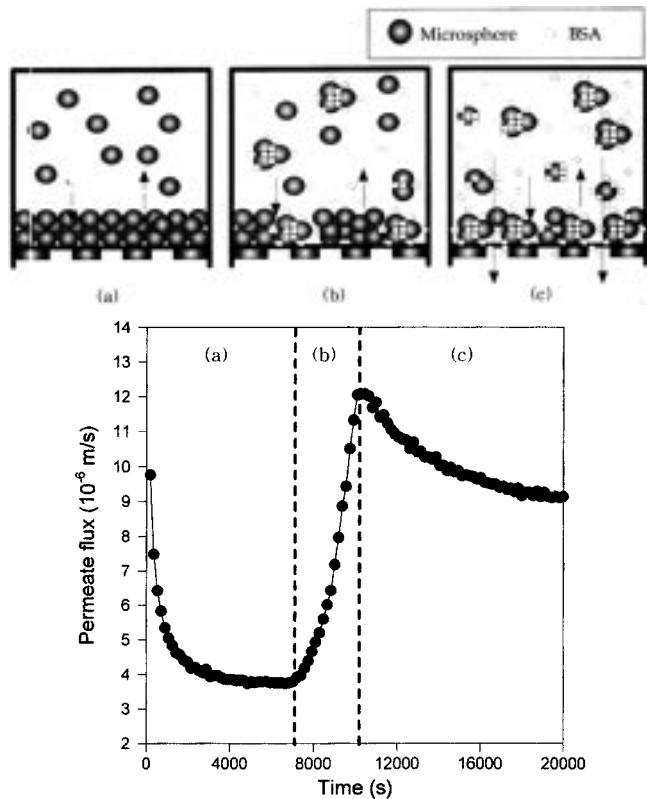 Microsphere BSA
(a) (b) (c)
(a) (b) (c)
14
13
12
11
10
9
8
7
6
5
4
3
2
Permeate flux (10⁻⁶ m/s)
0 4000 8000 12000 16000 20000
Time (s)